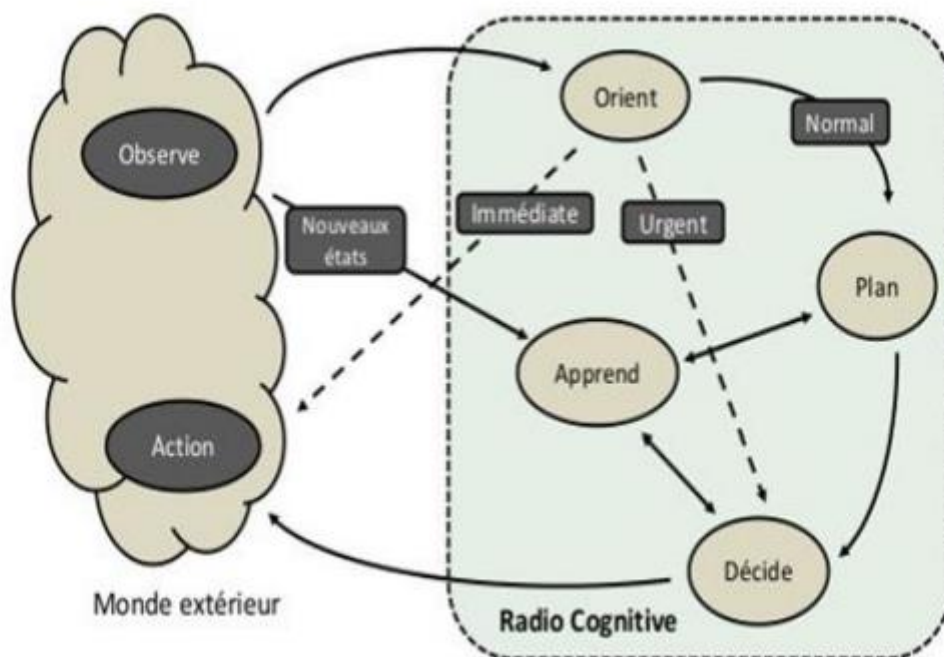 Orient
Normal
Observe
Immédiate
Urgent
Nouveaux
états
Plan
Apprend
Action
Décide
Monde extérieur
Radio Cognitive